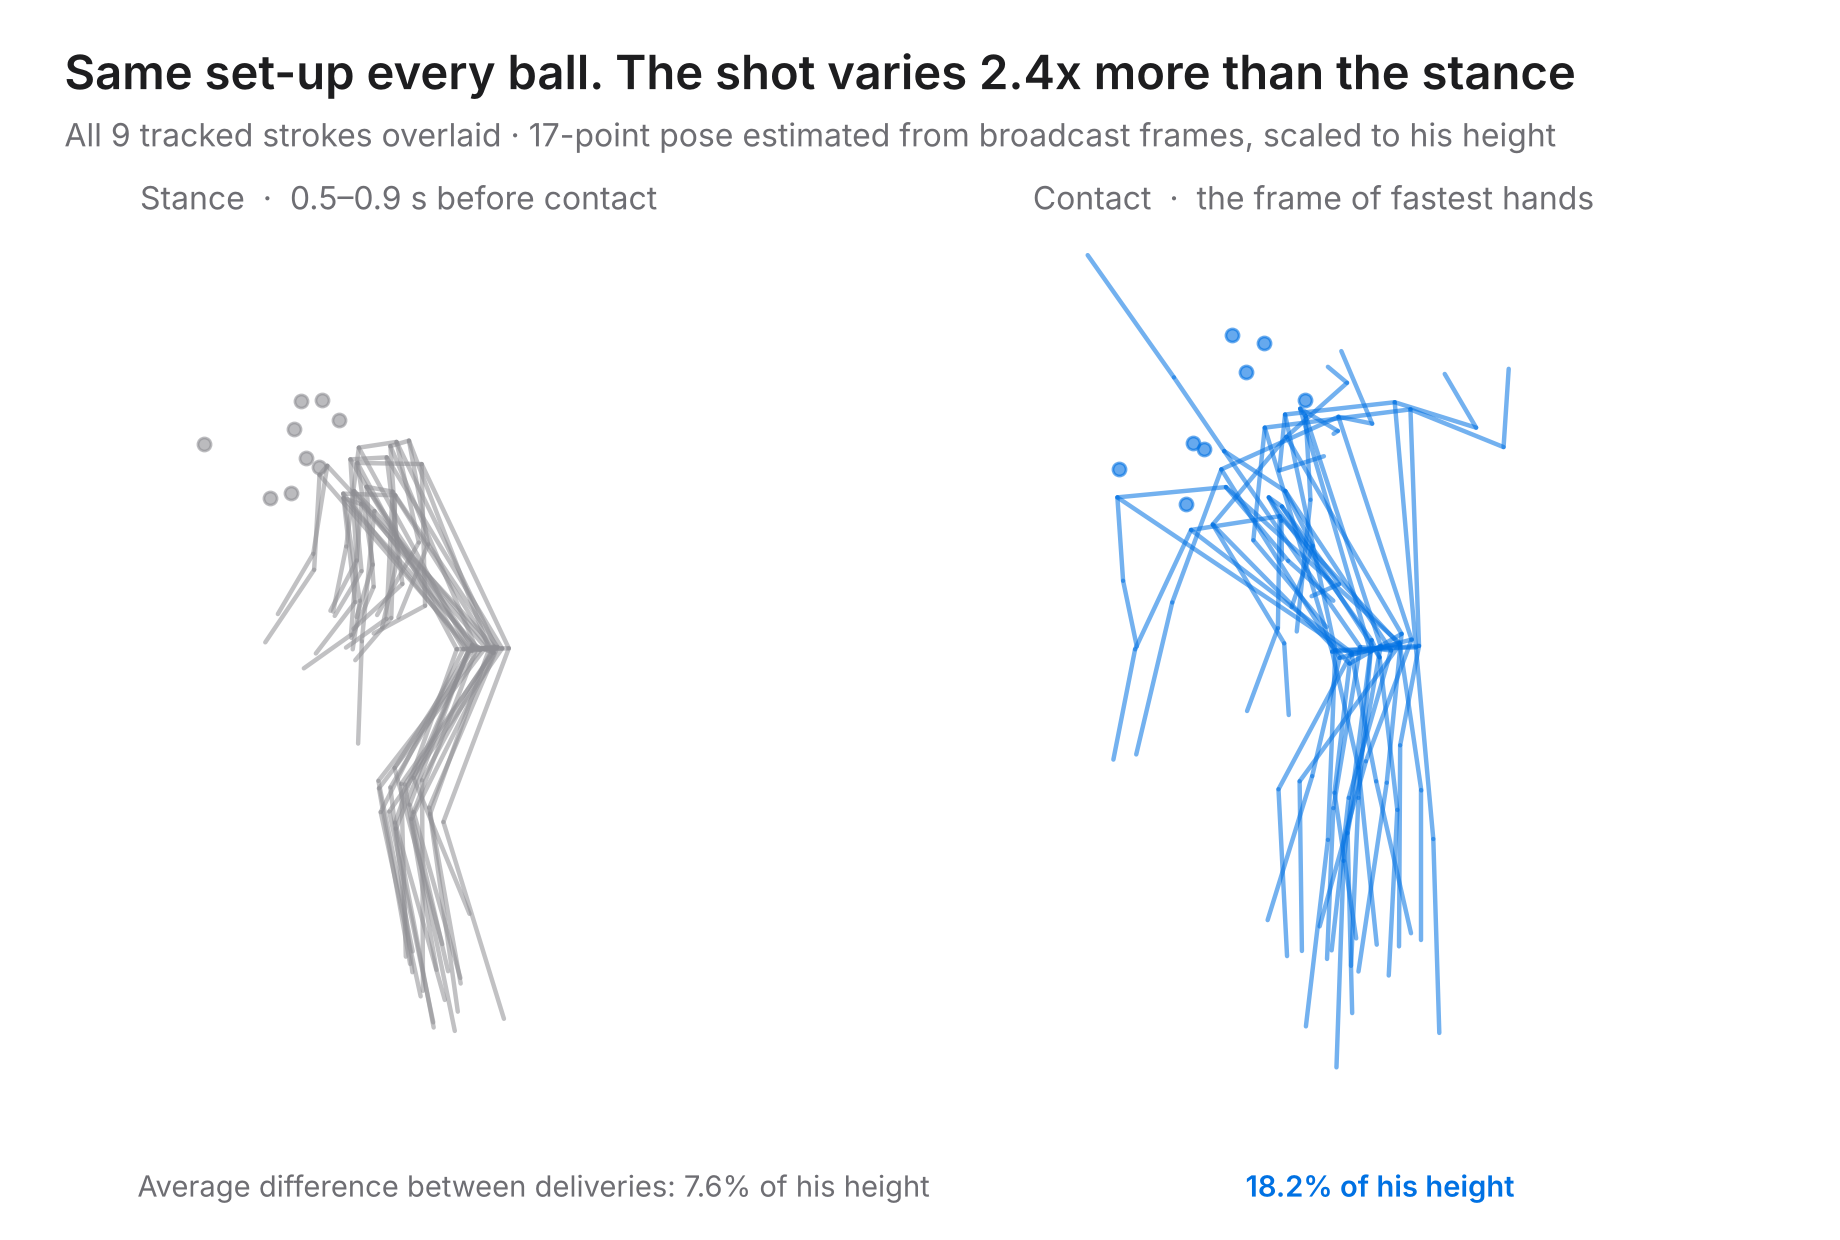 Same set-up every ball. The shot varies 2.4x more than the stance
All 9 tracked strokes overlaid · 17-point pose estimated from broadcast frames, scaled to his height
Stance · 0.5–0.9 s before contact
Contact · the frame of fastest hands
Average difference between deliveries: 7.6% of his height
18.2% of his height